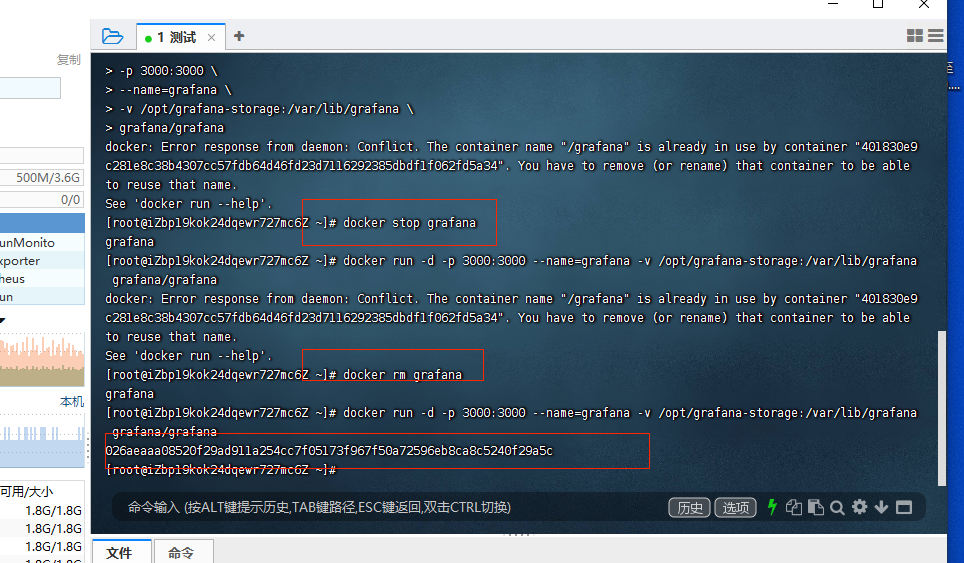 1 测试
复制
> -p 3000:3000 \
> --name=grafana \
> -v /opt/grafana-storage:/var/lib/grafana \
> grafana/grafana
docker: Error response from daemon: Conflict. The container name "/grafana" is already in use by container "401830e9
c281e8c38b4307cc57fdb64d46fd23d7116292385dbdf1f062fd5a34". You have to remove (or rename) that container to be able
to reuse that name.
See 'docker run --help'.
[root@iZbp19kok24dqewr727mc6Z ~]# docker stop grafana
grafana
[root@iZbp19kok24dqewr727mc6Z ~]# docker run -d -p 3000:3000 --name=grafana -v /opt/grafana-storage:/var/lib/grafana
grafana/grafana
docker: Error response from daemon: Conflict. The container name "/grafana" is already in use by container "401830e9
c281e8c38b4307cc57fdb64d46fd23d7116292385dbdf1f062fd5a34". You have to remove (or rename) that container to be able
to reuse that name.
See 'docker run --help'.
[root@iZbp19kok24dqewr727mc6Z ~]# docker rm grafana
grafana
[root@iZbp19kok24dqewr727mc6Z ~]# docker run -d -p 3000:3000 --name=grafana -v /opt/grafana-storage:/var/lib/grafana
grafana/grafana
026aeaaa08520f29ad911a254cc7f05173f967f50a72596eb8ca8c5240f29a5c
[root@iZbp19kok24dqewr727mc6Z ~]#
500M/3.6G
0/0
unMonito
xporter
heus
un
本机
可用/大小
1.8G/1.8G
1.8G/1.8G
1.8G/1.8G
命令输入 (按ALT键提示历史,TAB键路径,ESC键返回,双击CTRL切换)
历史
选项
文件
命令